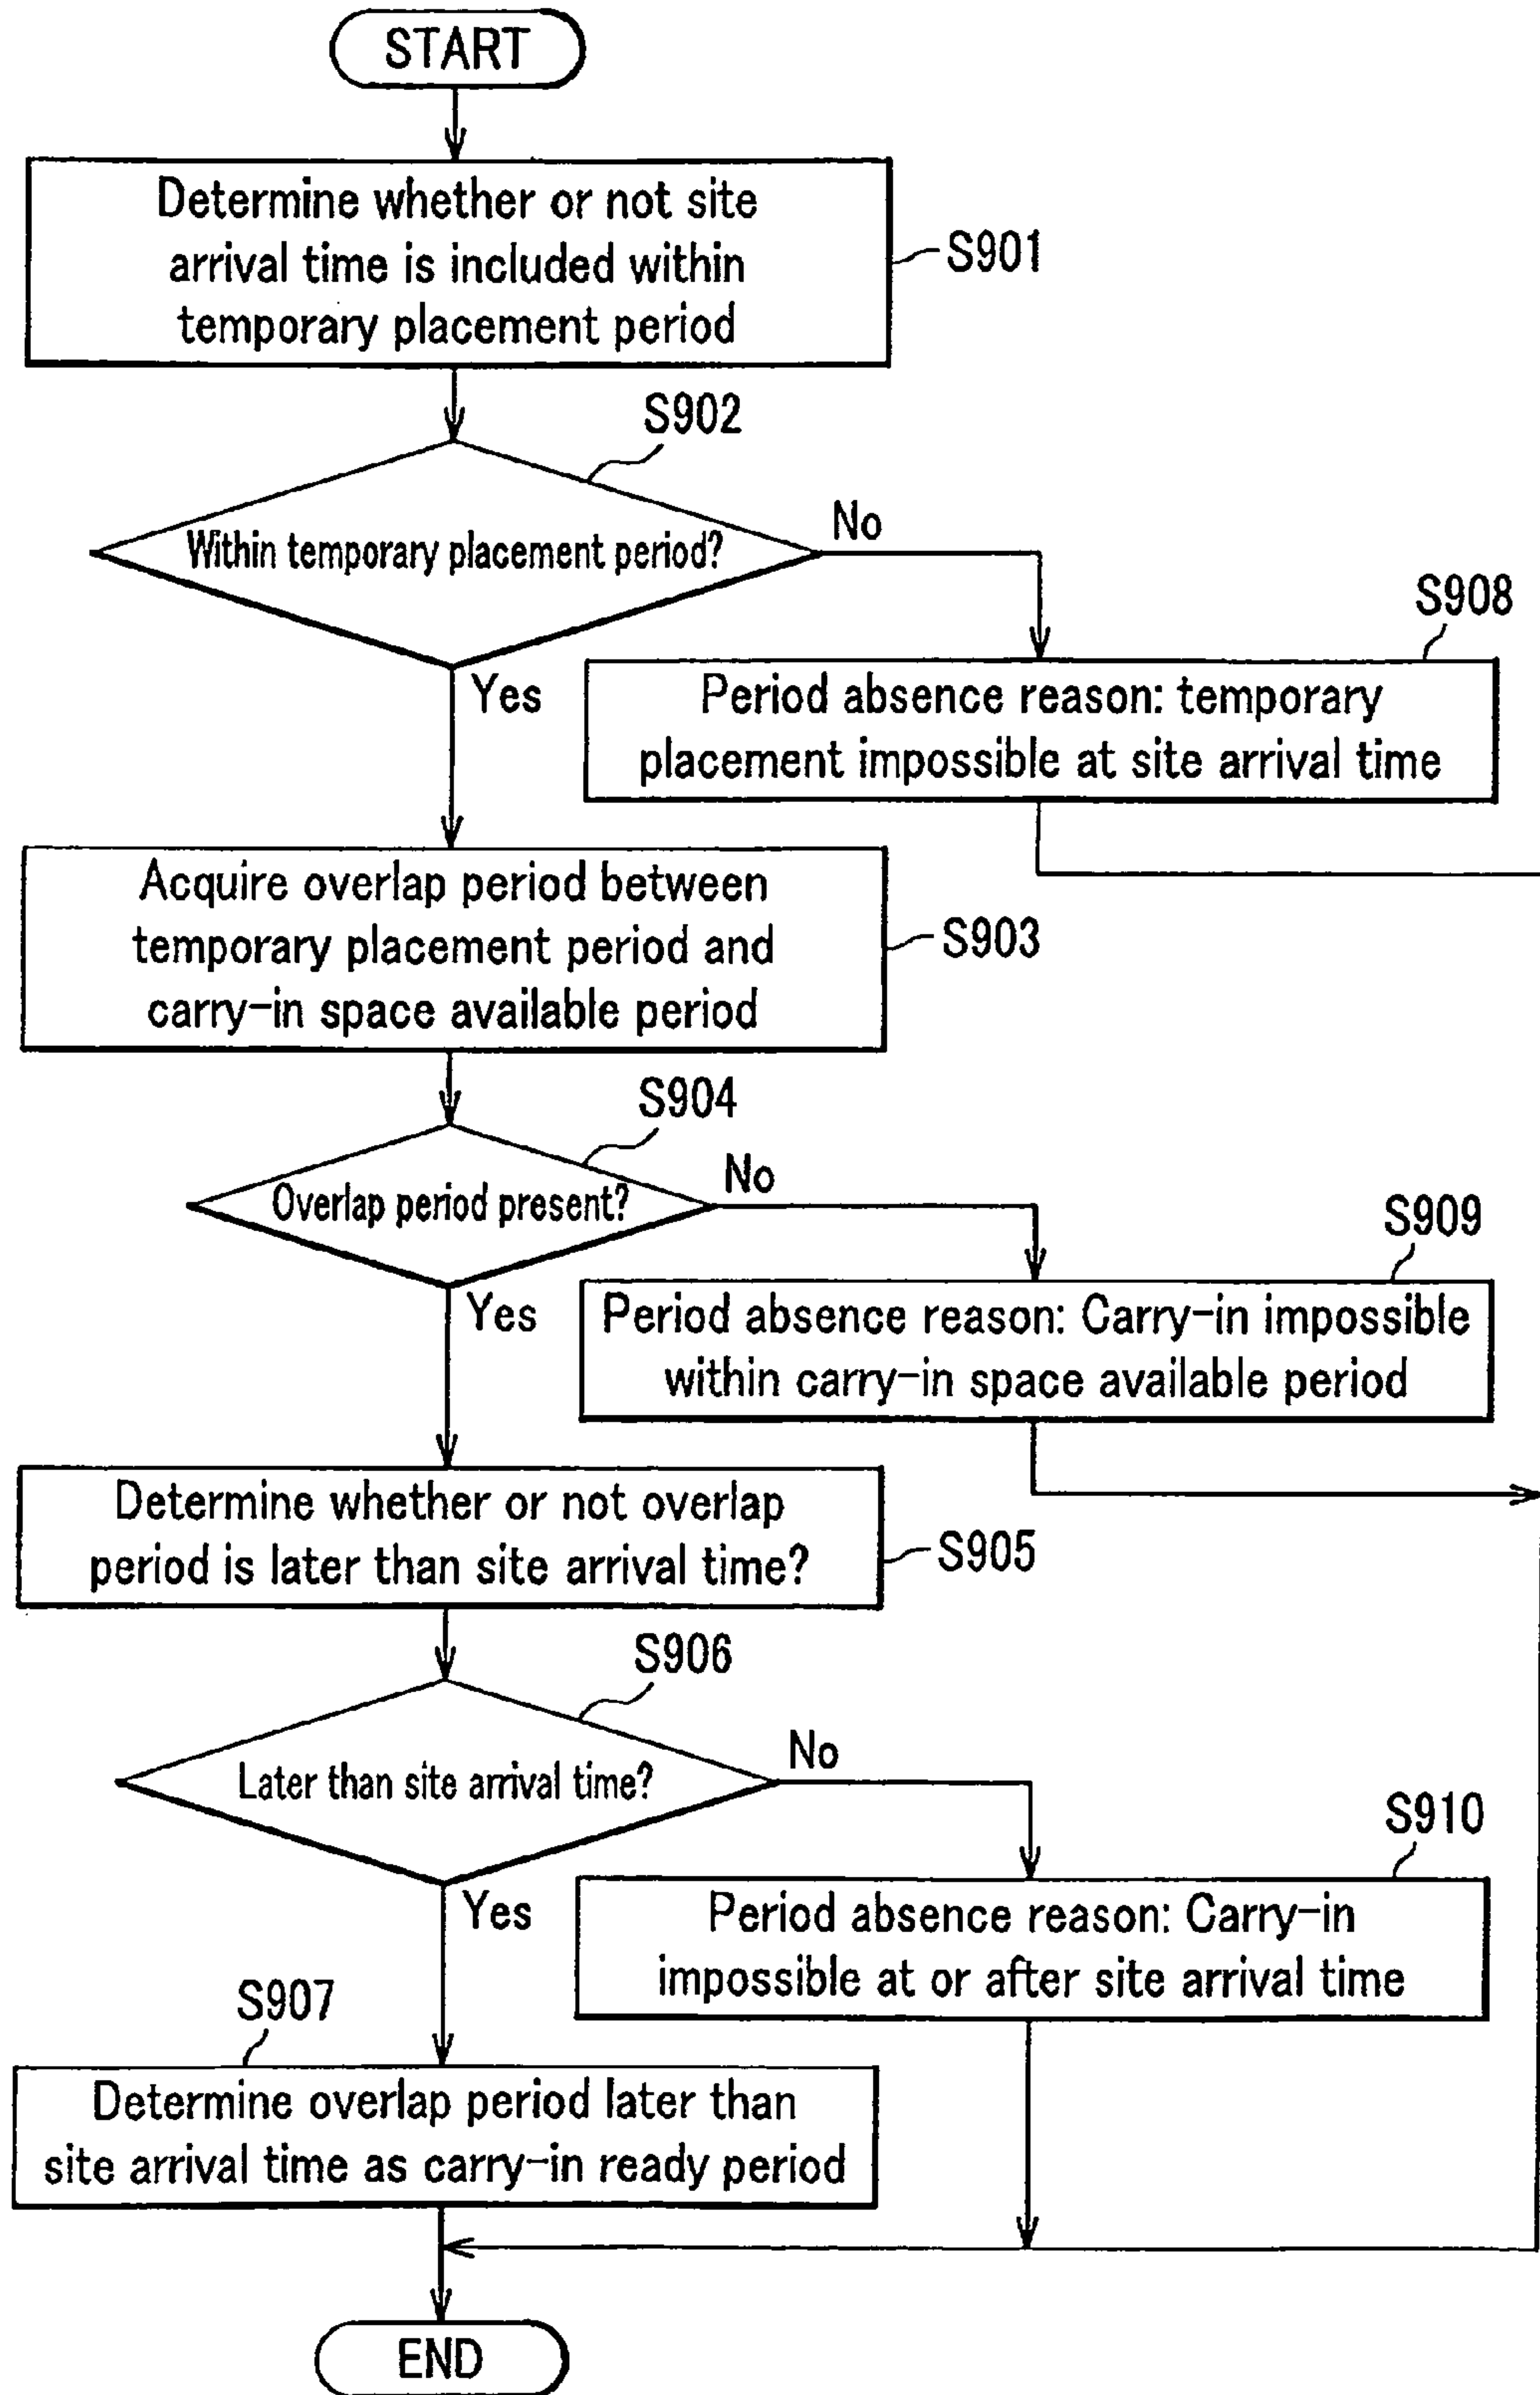 START
Determine whether or not site
arrival time is included within
temporary placement period
S901
S902
Within temporary placement period?
No
Yes
S908
Period absence reason: temporary
placement impossible at site arrival time
Acquire overlap period between
temporary placement period and
carry-in space available period
S903
S904
Overlap period present?
No
Yes
S909
Period absence reason: Carry-in impossible
within carry-in space available period
Determine whether or not overlap
period is later than site arrival time?
S905
S906
Later than site arrival time?
No
Yes
S910
Period absence reason: Carry-in
impossible at or after site arrival time
S907
Determine overlap period later than
site arrival time as carry-in ready period
END